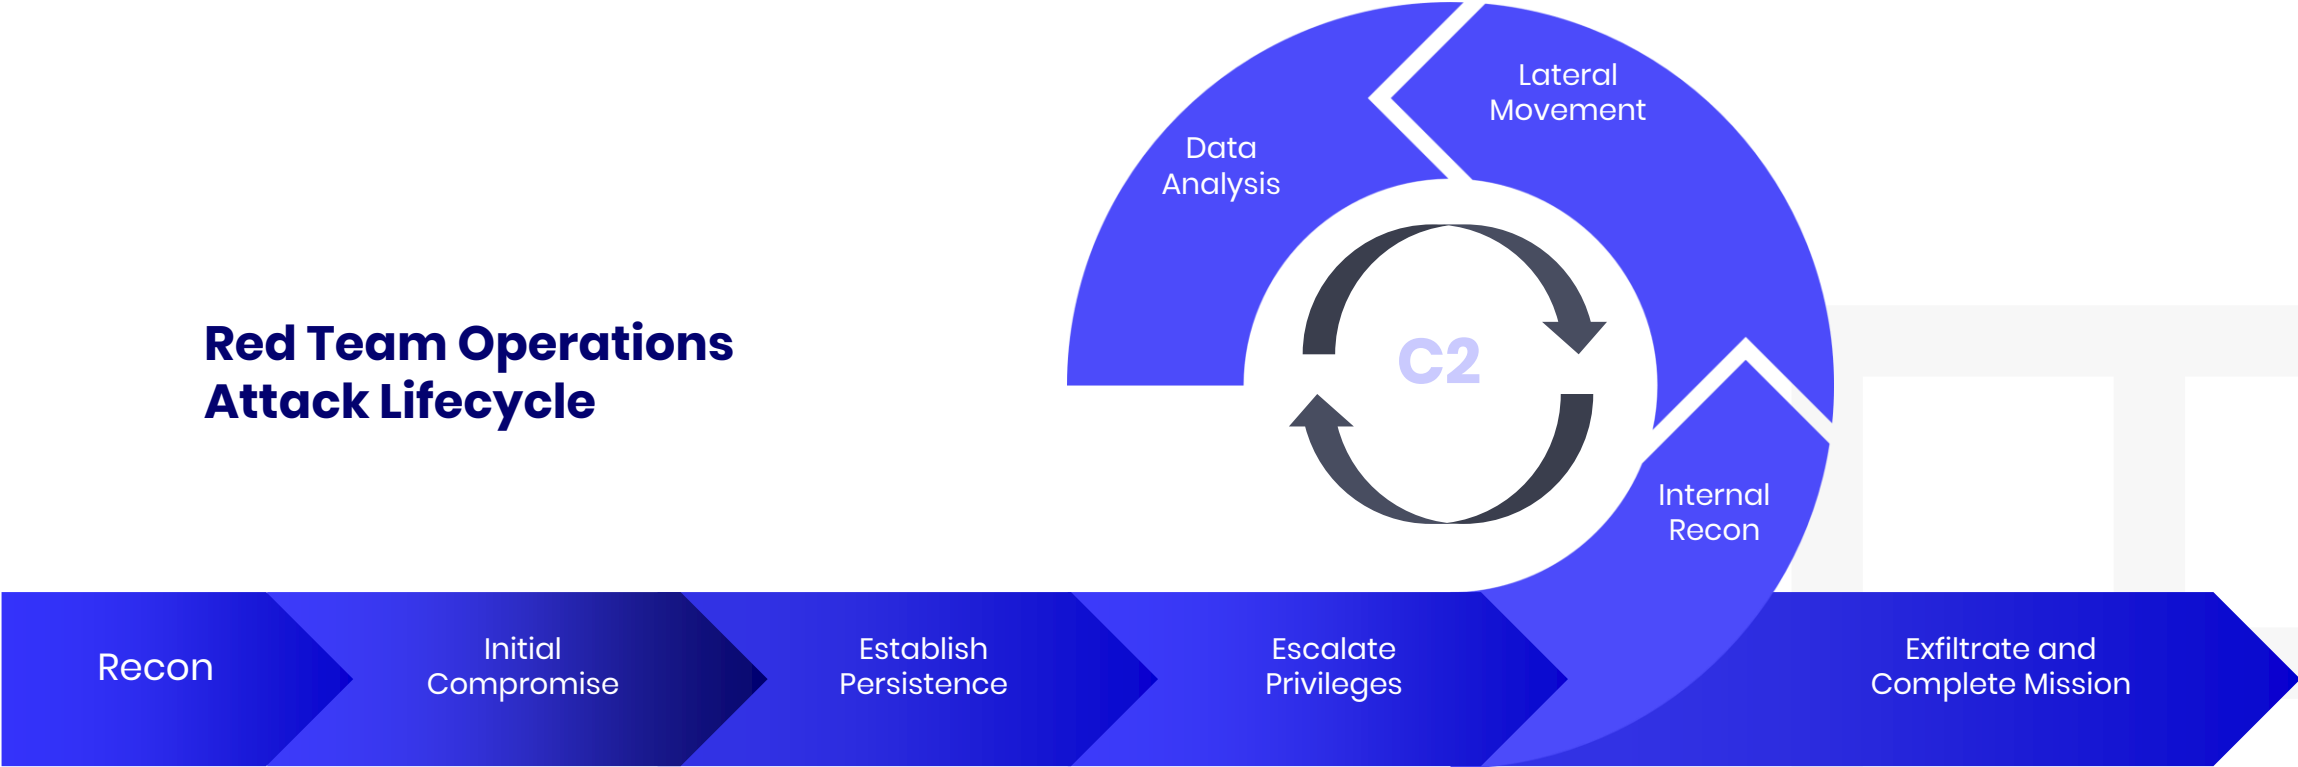 Red Team Operations
Attack Lifecycle
Data
Analysis
Lateral
Movement
C2
Internal
Recon
Recon
Initial
Compromise
Establish
Persistence
Escalate
Privileges
Exfiltrate and
Complete Mission